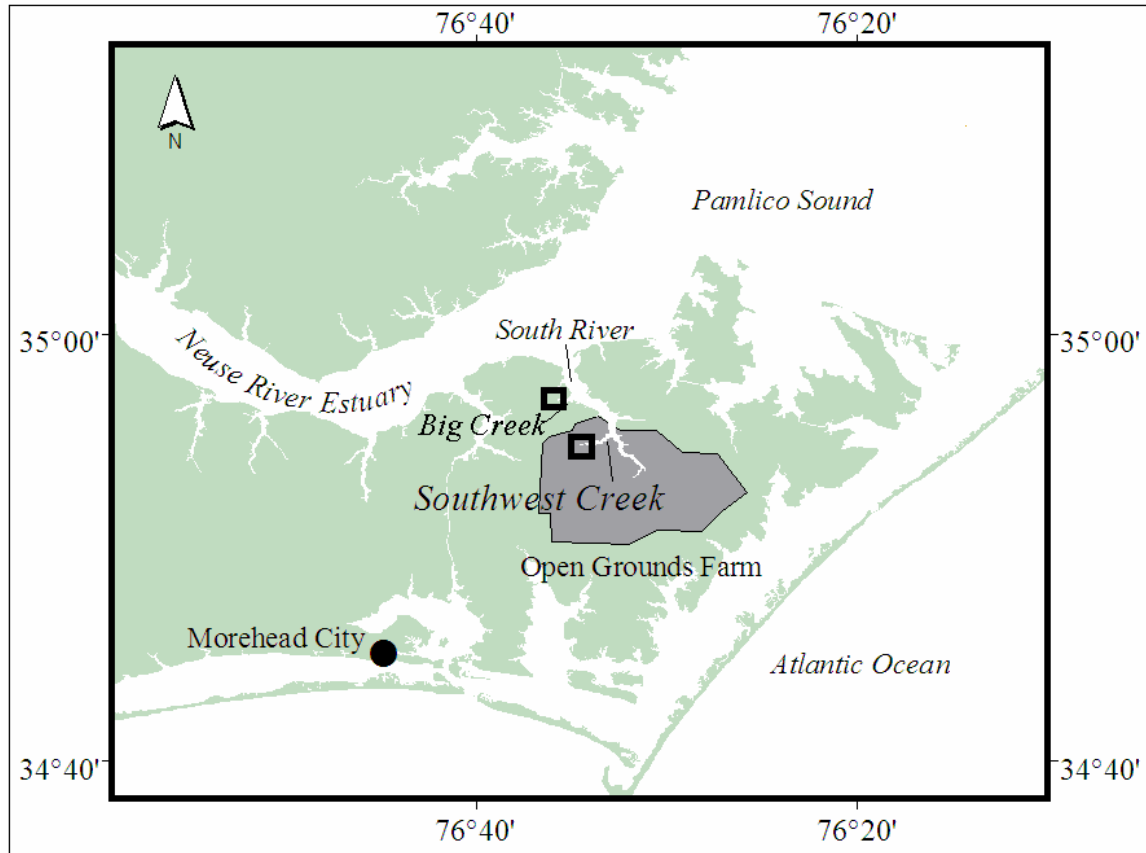 76°40' 76°20'
N
Pamlico Sound
35°00' 35°00'
South River
Neuse River Estuary
Big Creek
Southwest Creek
Open Grounds Farm
Morehead City
Atlantic Ocean
34°40' 34°40'
76°40' 76°20'